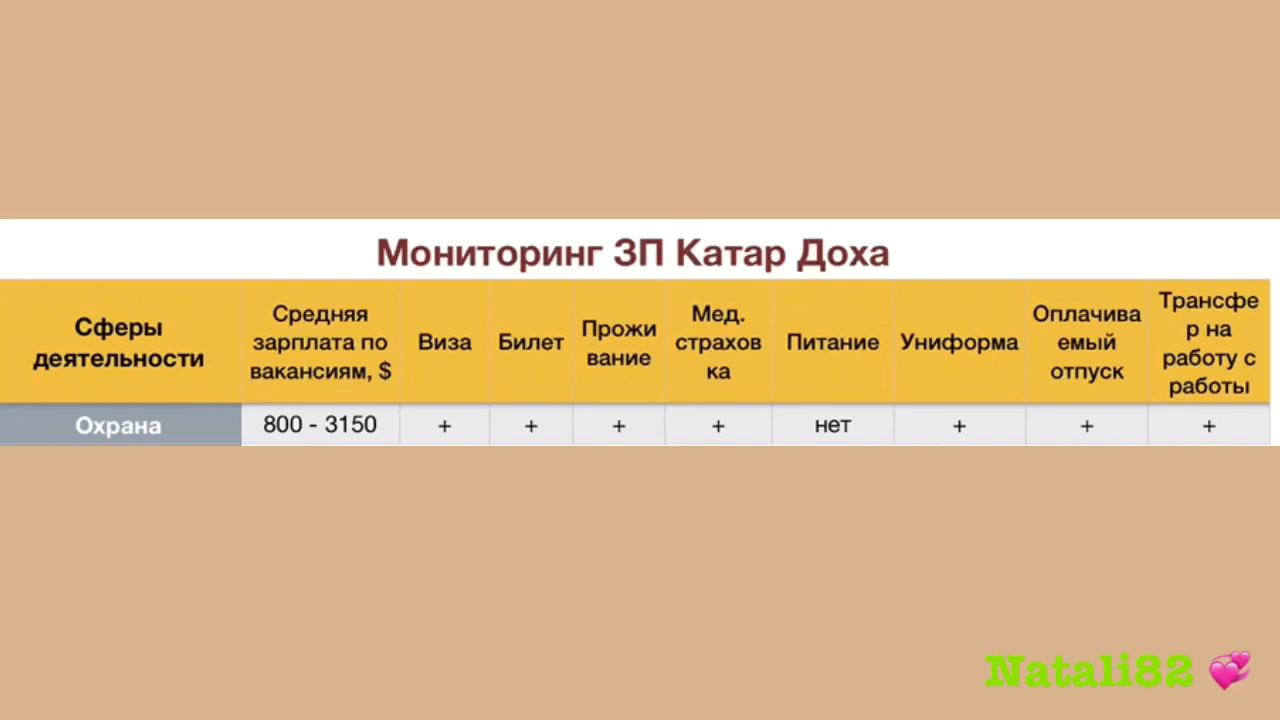 Мониторинг ЗП Катар Доха
Сферы
деятельности
Средняя
зарплата по
вакансиям, $
Виза
Билет
Прожи
вание
Мед.
страхов
ка
Питание
Униформа
Оплачива
емый
отпуск
Трансфе
р на
работу с
работы
Охрана
800 - 3150
+
+
+
+
нет
+
+
+
Natali82 💞